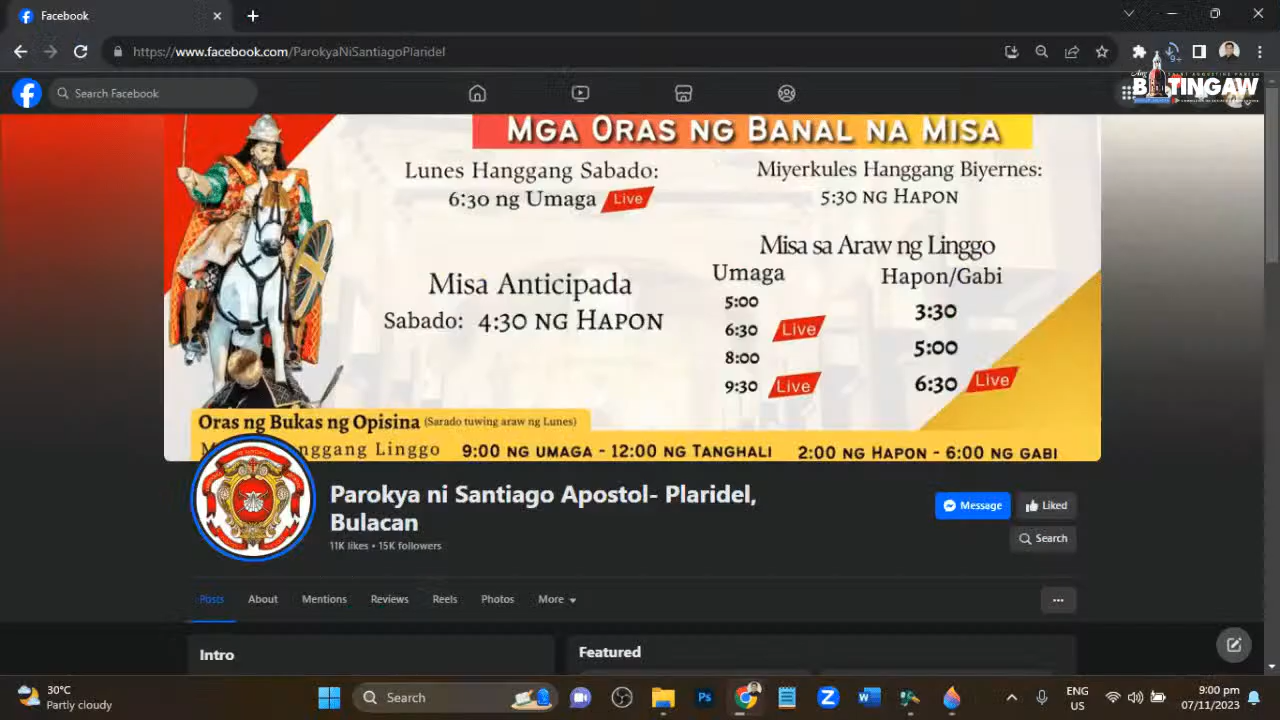 Facebook
https://www.facebook.com/ParokyaNiSantiagoPlaridel
9+
Search Facebook
SAINT AUGUSTINE PARISH
BATINGAW
MGA ORAS NG BANAL NA MISA
Lunes Hanggang Sabado:
6:30 ng Umaga Live
Miyerkules Hanggang Biyernes:
5:30 NG HAPON
Misa Anticipada
Sabado: 4:30 NG HAPON
Misa sa Araw ng Linggo
Umaga
5:00
6:30 Live
8:00
9:30 Live
Hapon/Gabi
3:30
5:00
6:30 Live
Oras ng Bukas ng Opisina (Sarado tuwing araw ng Lunes)
nggang Linggo 9:00 NG UMAGA - 12:00 NG TANGHALI 2:00 NG HAPON - 6:00 NG GABI
Parokya ni Santiago Apostol- Plaridel,
Bulacan
11K likes • 15K followers
Message
Liked
Search
Posts About Mentions Reviews Reels Photos More
Intro
Featured
30°C
Partly cloudy
Search
Ps
ENG
US
9:00 pm
07/11/2023